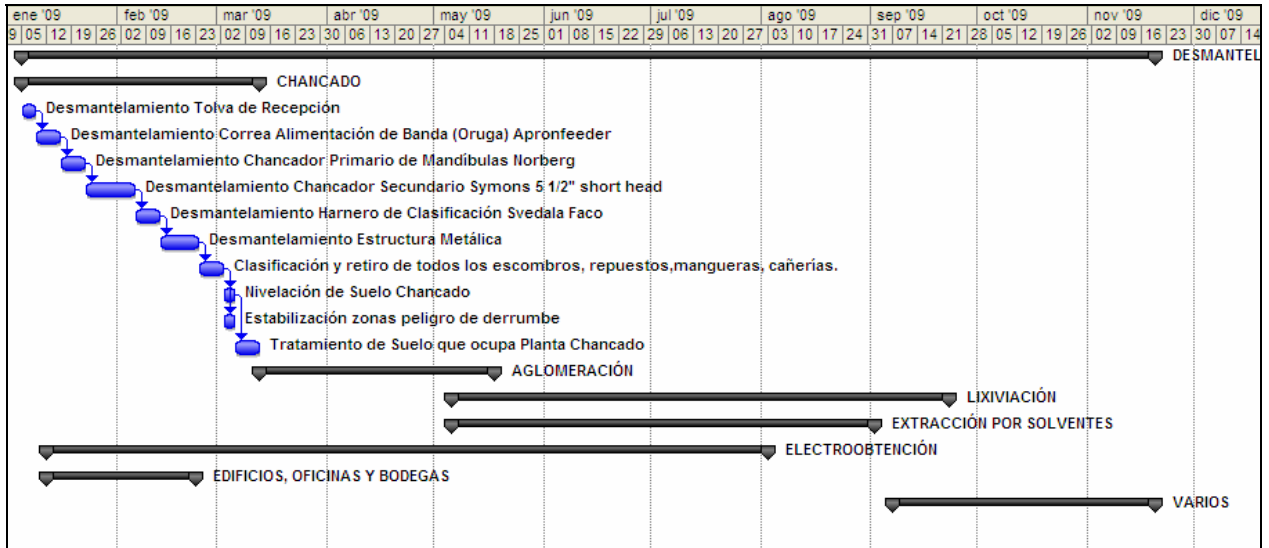 ene '09 feb '09 mar '09 abr '09 may '09 jun '09 jul '09 ago '09 sep '09 oct '09 nov '09 dic '09
9 05 12 19 26 02 09 16 23 02 09 16 23 30 06 13 20 27 04 11 18 25 01 08 15 22 29 06 13 20 27 03 10 17 24 31 07 14 21 28 05 12 19 26 02 09 16 23 30 07 14
DESMANTEL
CHANCADO
Desmantelamiento Tolva de Recepción
Desmantelamiento Correa Alimentación de Banda (Oruga) Apronfeeder
Desmantelamiento Chancador Primario de Mandíbulas Norberg
Desmantelamiento Chancador Secundario Symons 5 1/2" short head
Desmantelamiento Harnero de Clasificación Svedala Faco
Desmantelamiento Estructura Metálica
Clasificación y retiro de todos los escombros, repuestos,mangueras, cañerías.
Nivelación de Suelo Chancado
Estabilización zonas peligro de derrumbe
Tratamiento de Suelo que ocupa Planta Chancado
AGLOMERACIÓN
LIXIVIACIÓN
EXTRACCIÓN POR SOLVENTES
ELECTROOBTENCIÓN
EDIFICIOS, OFICINAS Y BODEGAS
VARIOS